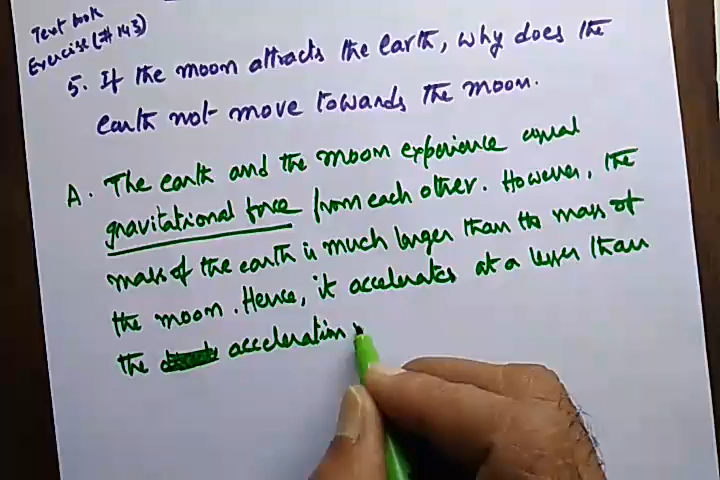 Text book
Exercise (# 143)
5. If the moon attracts the earth, why does the
earth not move towards the moon.
A. The earth and the moon experience equal
gravitational force from each other. However, the
mass of the earth is much larger than the mass of
the moon. Hence, it accelerates at a lesser than
the acceleration